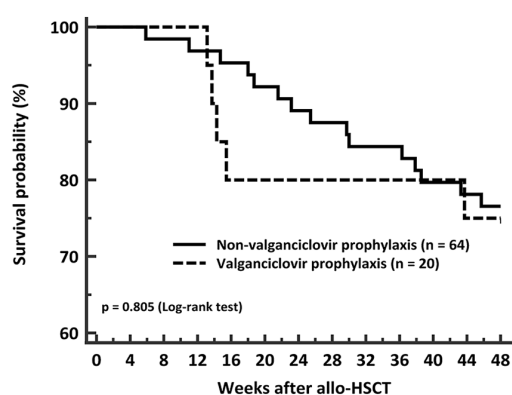 Survival probability (%)
100
90
80
70
60
Non-valganciclovir prophylaxis (n = 64)
Valganciclovir prophylaxis (n = 20)
p = 0.805 (Log-rank test)
0 4 8 12 16 20 24 28 32 36 40 44 48
Weeks after allo-HSCT